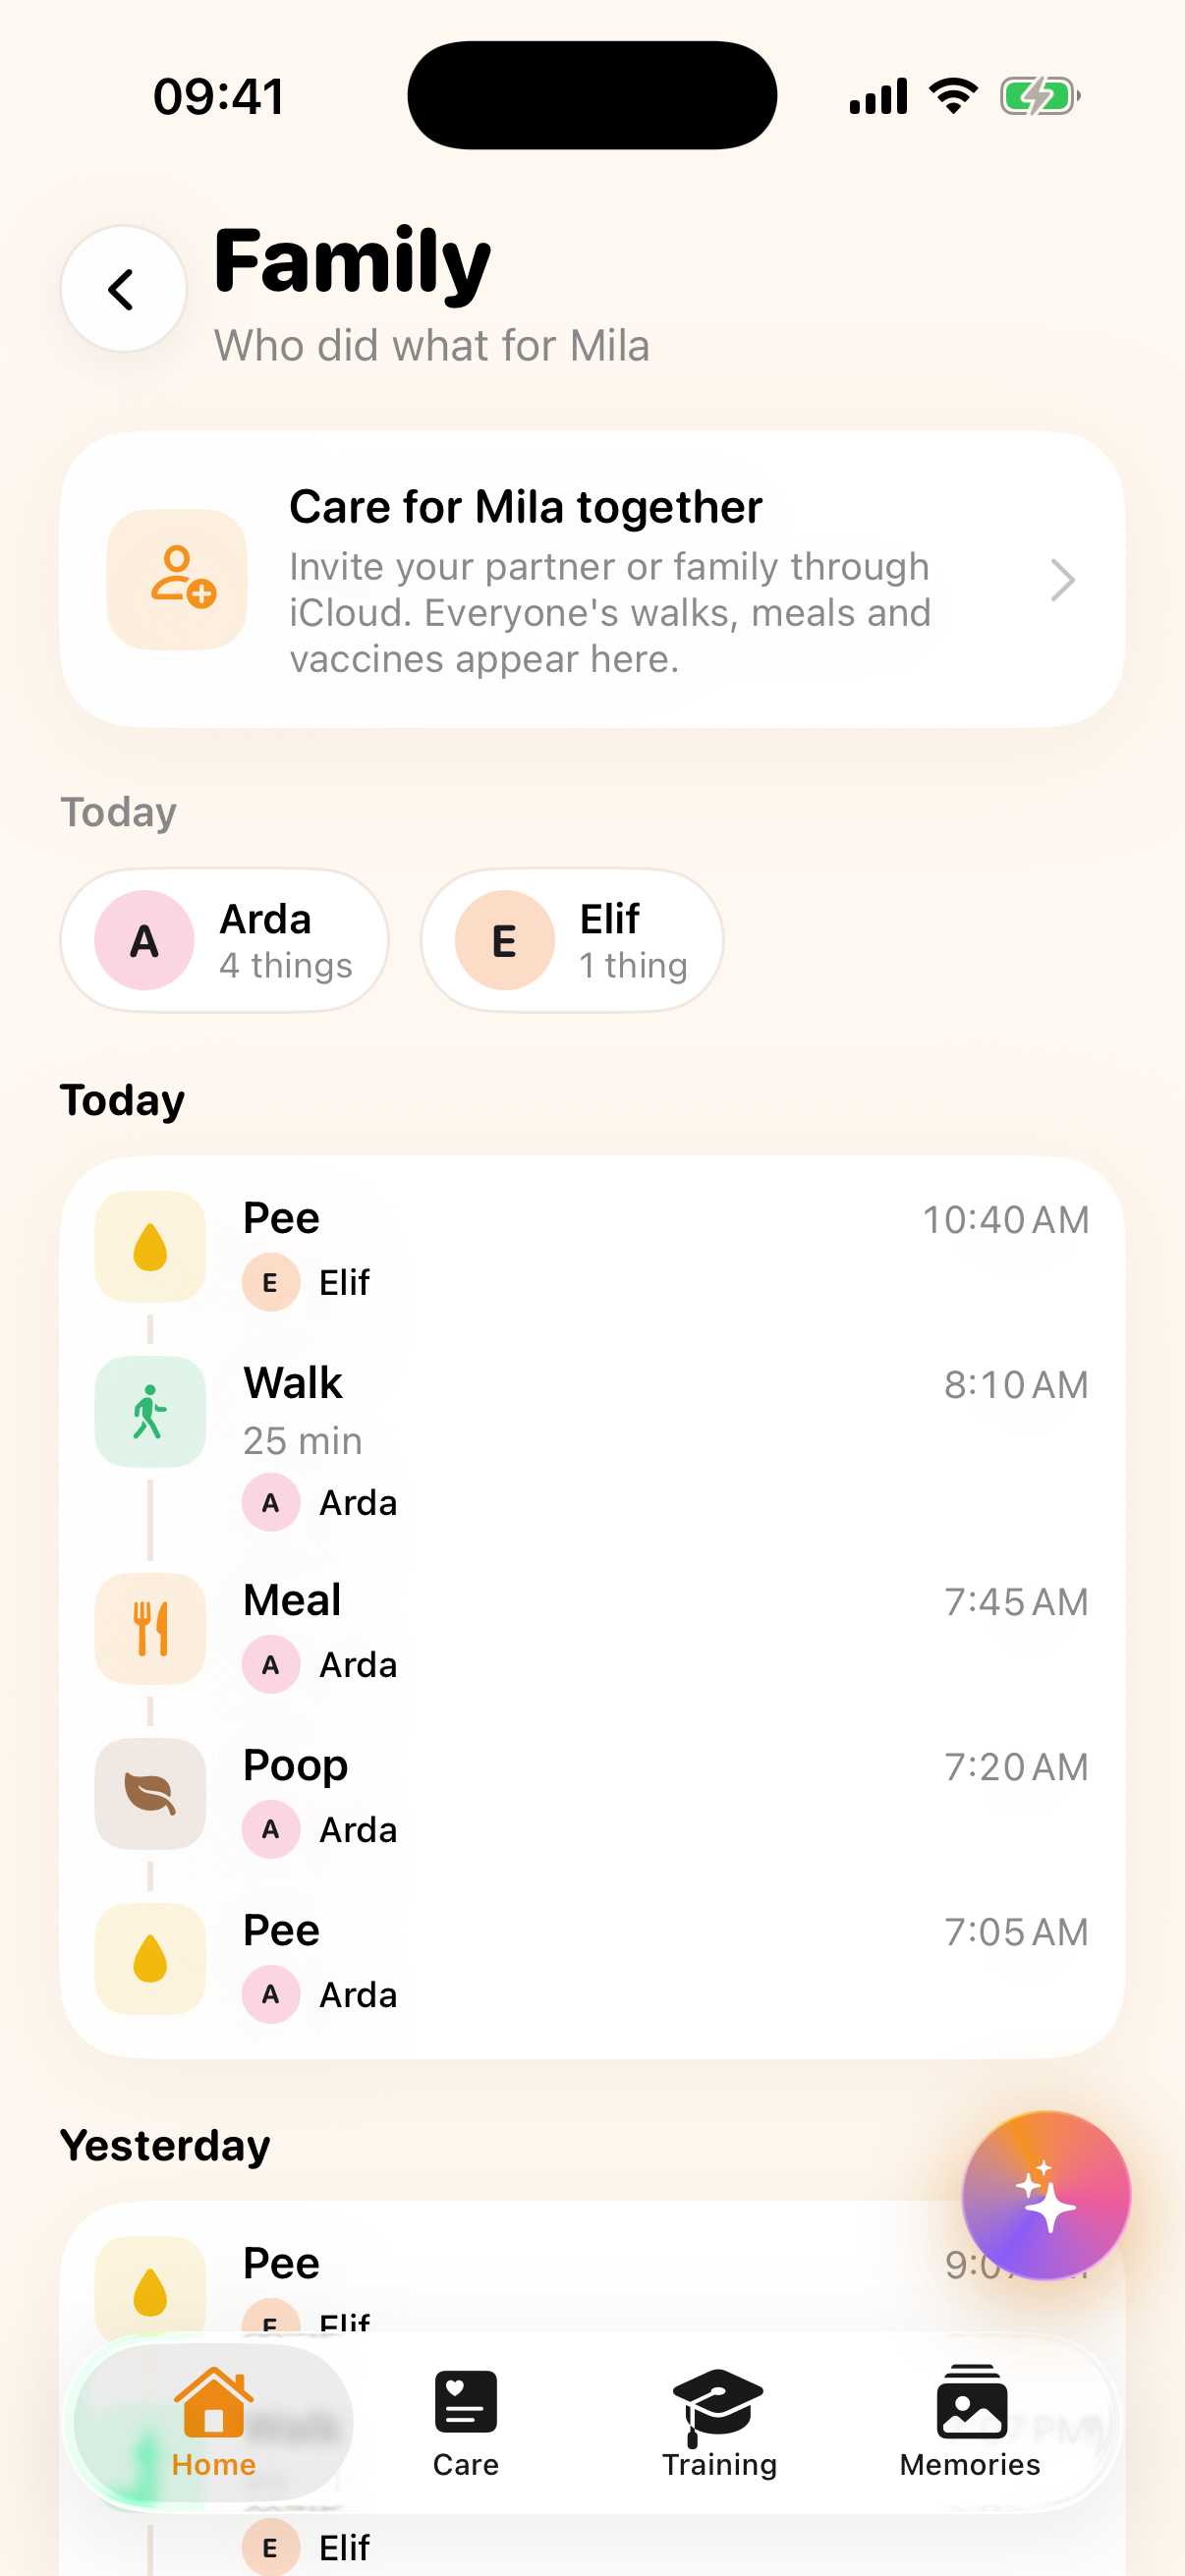 09:41
Family
Who did what for Mila
Care for Mila together
Invite your partner or family through
iCloud. Everyone's walks, meals and
vaccines appear here.
Today
A
Arda
4 things
E
Elif
1 thing
Today
Pee
10:40 AM
E
Elif
Walk
8:10 AM
25 min
A
Arda
Meal
7:45 AM
A
Arda
Poop
7:20 AM
A
Arda
Pee
7:05 AM
A
Arda
Yesterday
Pee
E
Elif
Home
Care
Training
Memories
E
Elif